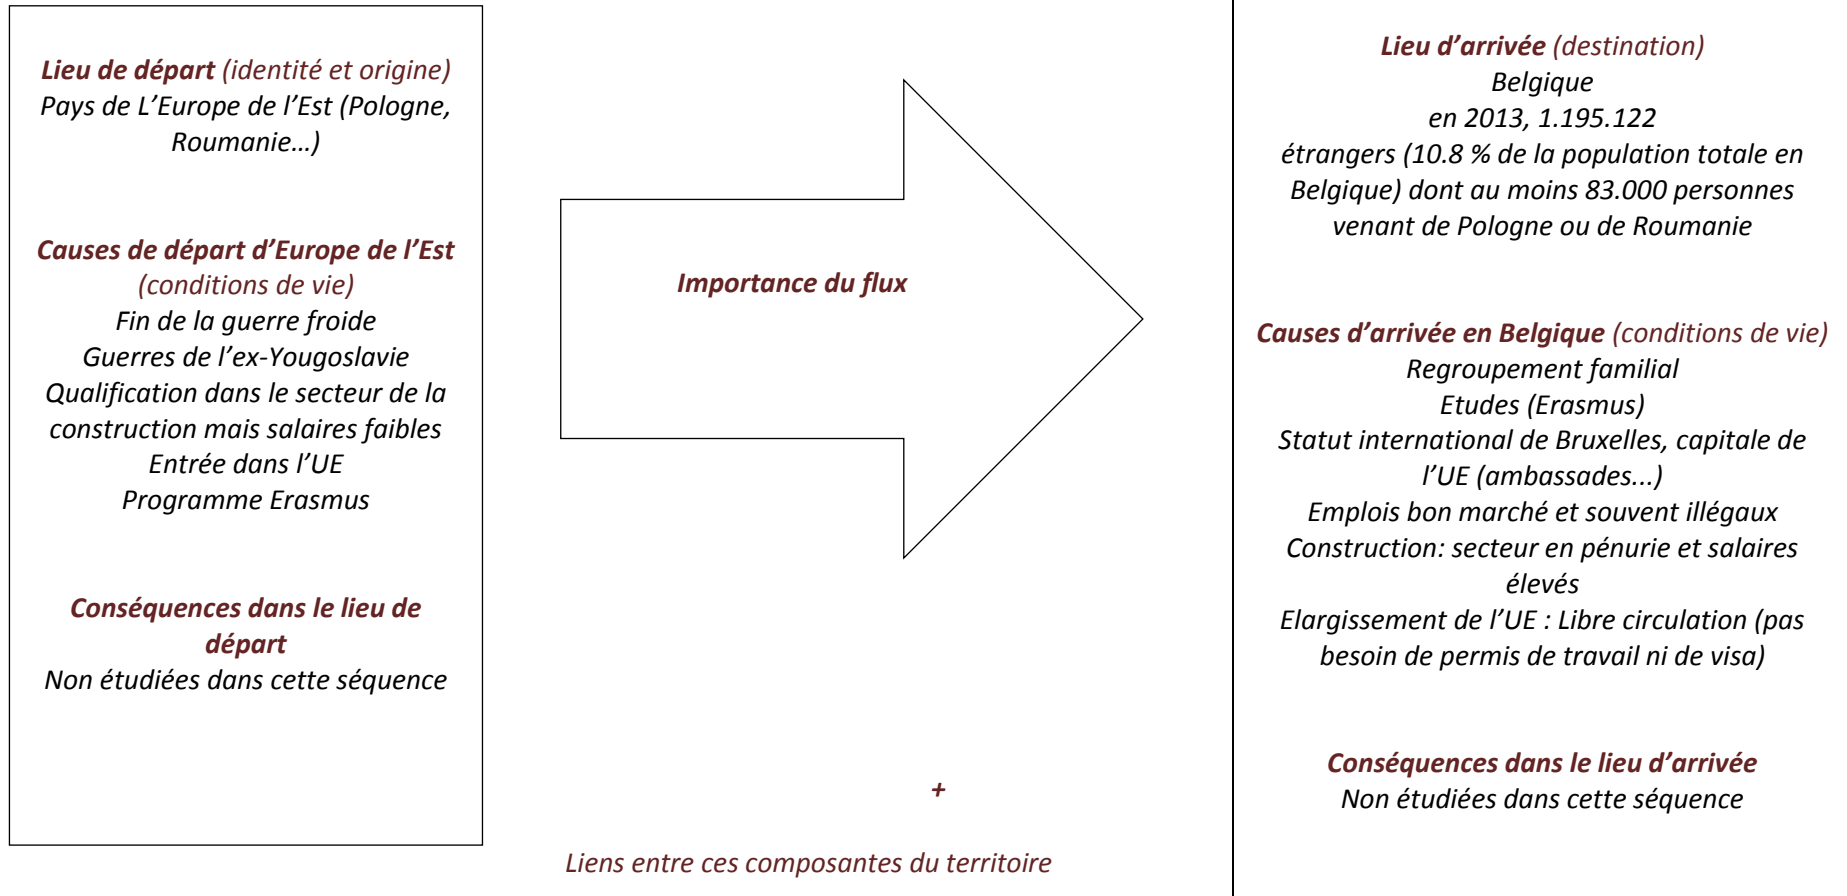 Lieu de départ (identité et origine)
Pays de L’Europe de l’Est (Pologne,
Roumanie…)
Causes de départ d’Europe de l’Est
(conditions de vie)
Fin de la guerre froide
Guerres de l’ex-Yougoslavie
Qualification dans le secteur de la
construction mais salaires faibles
Entrée dans l’UE
Programme Erasmus
Conséquences dans le lieu de
départ
Non étudiées dans cette séquence
Importance du flux
+
Liens entre ces composantes du territoire
Lieu d’arrivée (destination)
Belgique
en 2013, 1.195.122
étrangers (10.8 % de la population totale en
Belgique) dont au moins 83.000 personnes
venant de Pologne ou de Roumanie
Causes d’arrivée en Belgique (conditions de vie)
Regroupement familial
Etudes (Erasmus)
Statut international de Bruxelles, capitale de
l’UE (ambassades...)
Emplois bon marché et souvent illégaux
Construction: secteur en pénurie et salaires
élevés
Elargissement de l’UE : Libre circulation (pas
besoin de permis de travail ni de visa)
Conséquences dans le lieu d’arrivée
Non étudiées dans cette séquence